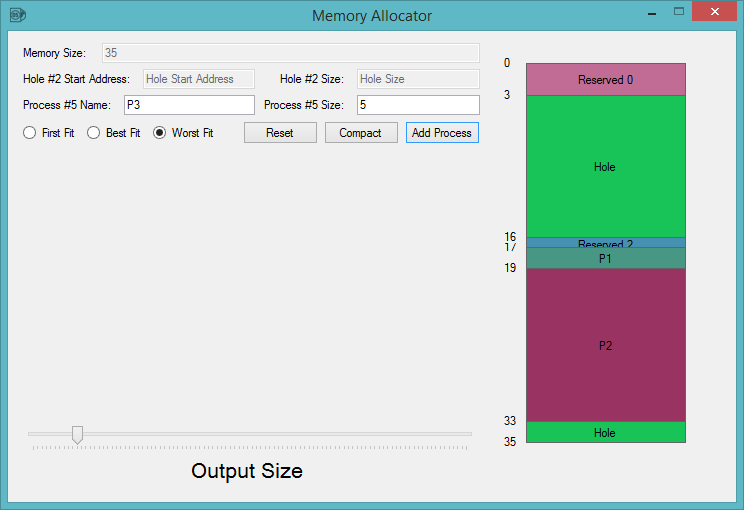 Memory Allocator
Memory Size: 35
Hole #2 Start Address: Hole Start Address Hole #2 Size: Hole Size
Process #5 Name: P3 Process #5 Size: 5
First Fit Best Fit Worst Fit Reset Compact Add Process
Output Size
0
Reserved 0
3
Hole
16
Reserved 2
17
P1
19
P2
33
Hole
35